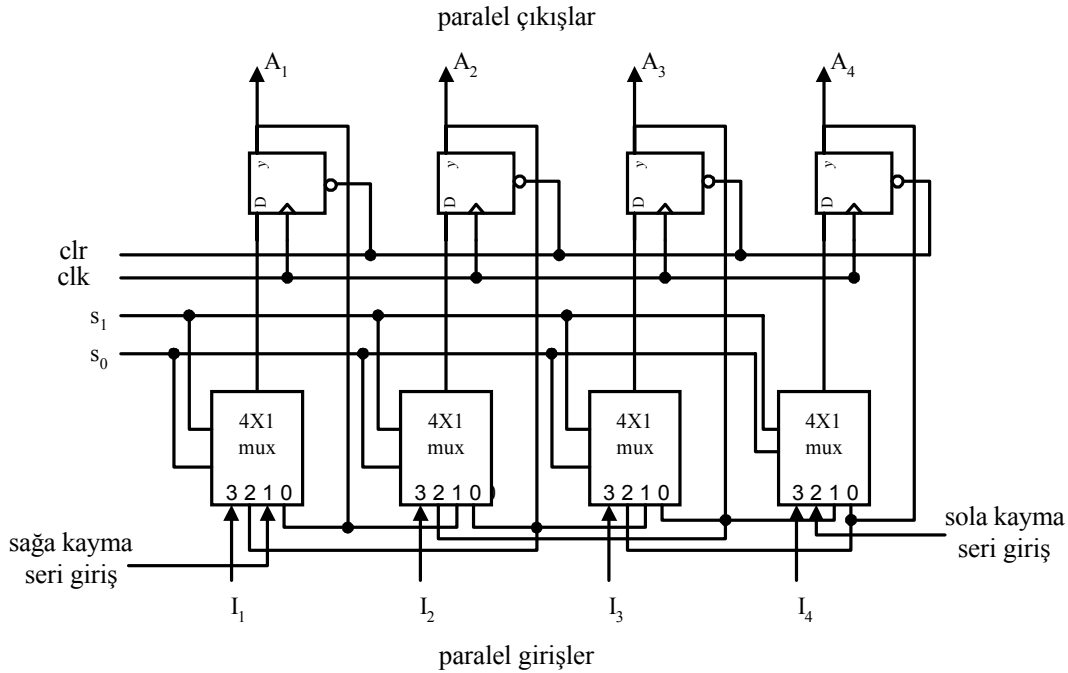 paralel çıkışlar
A₁ A₂ A₃ A₄
y y y y
D D D D
clr
clk
s₁
s₀
4X1 4X1 4X1 4X1
mux mux mux mux
3 2 1 0 3 2 1 0 3 2 1 0 3 2 1 0
sağa kayma
seri giriş
sola kayma
seri giriş
I₁ I₂ I₃ I₄
paralel girişler